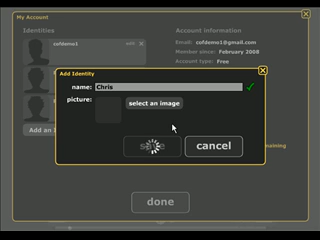 My Account
Identities
Account information
cofdemo1
edit
Email: cofdemo1@gmail.com
Member since: February 2008
Account type: Free
Add Identity
name: Chris
picture:
select an image
Add an
cancel
done